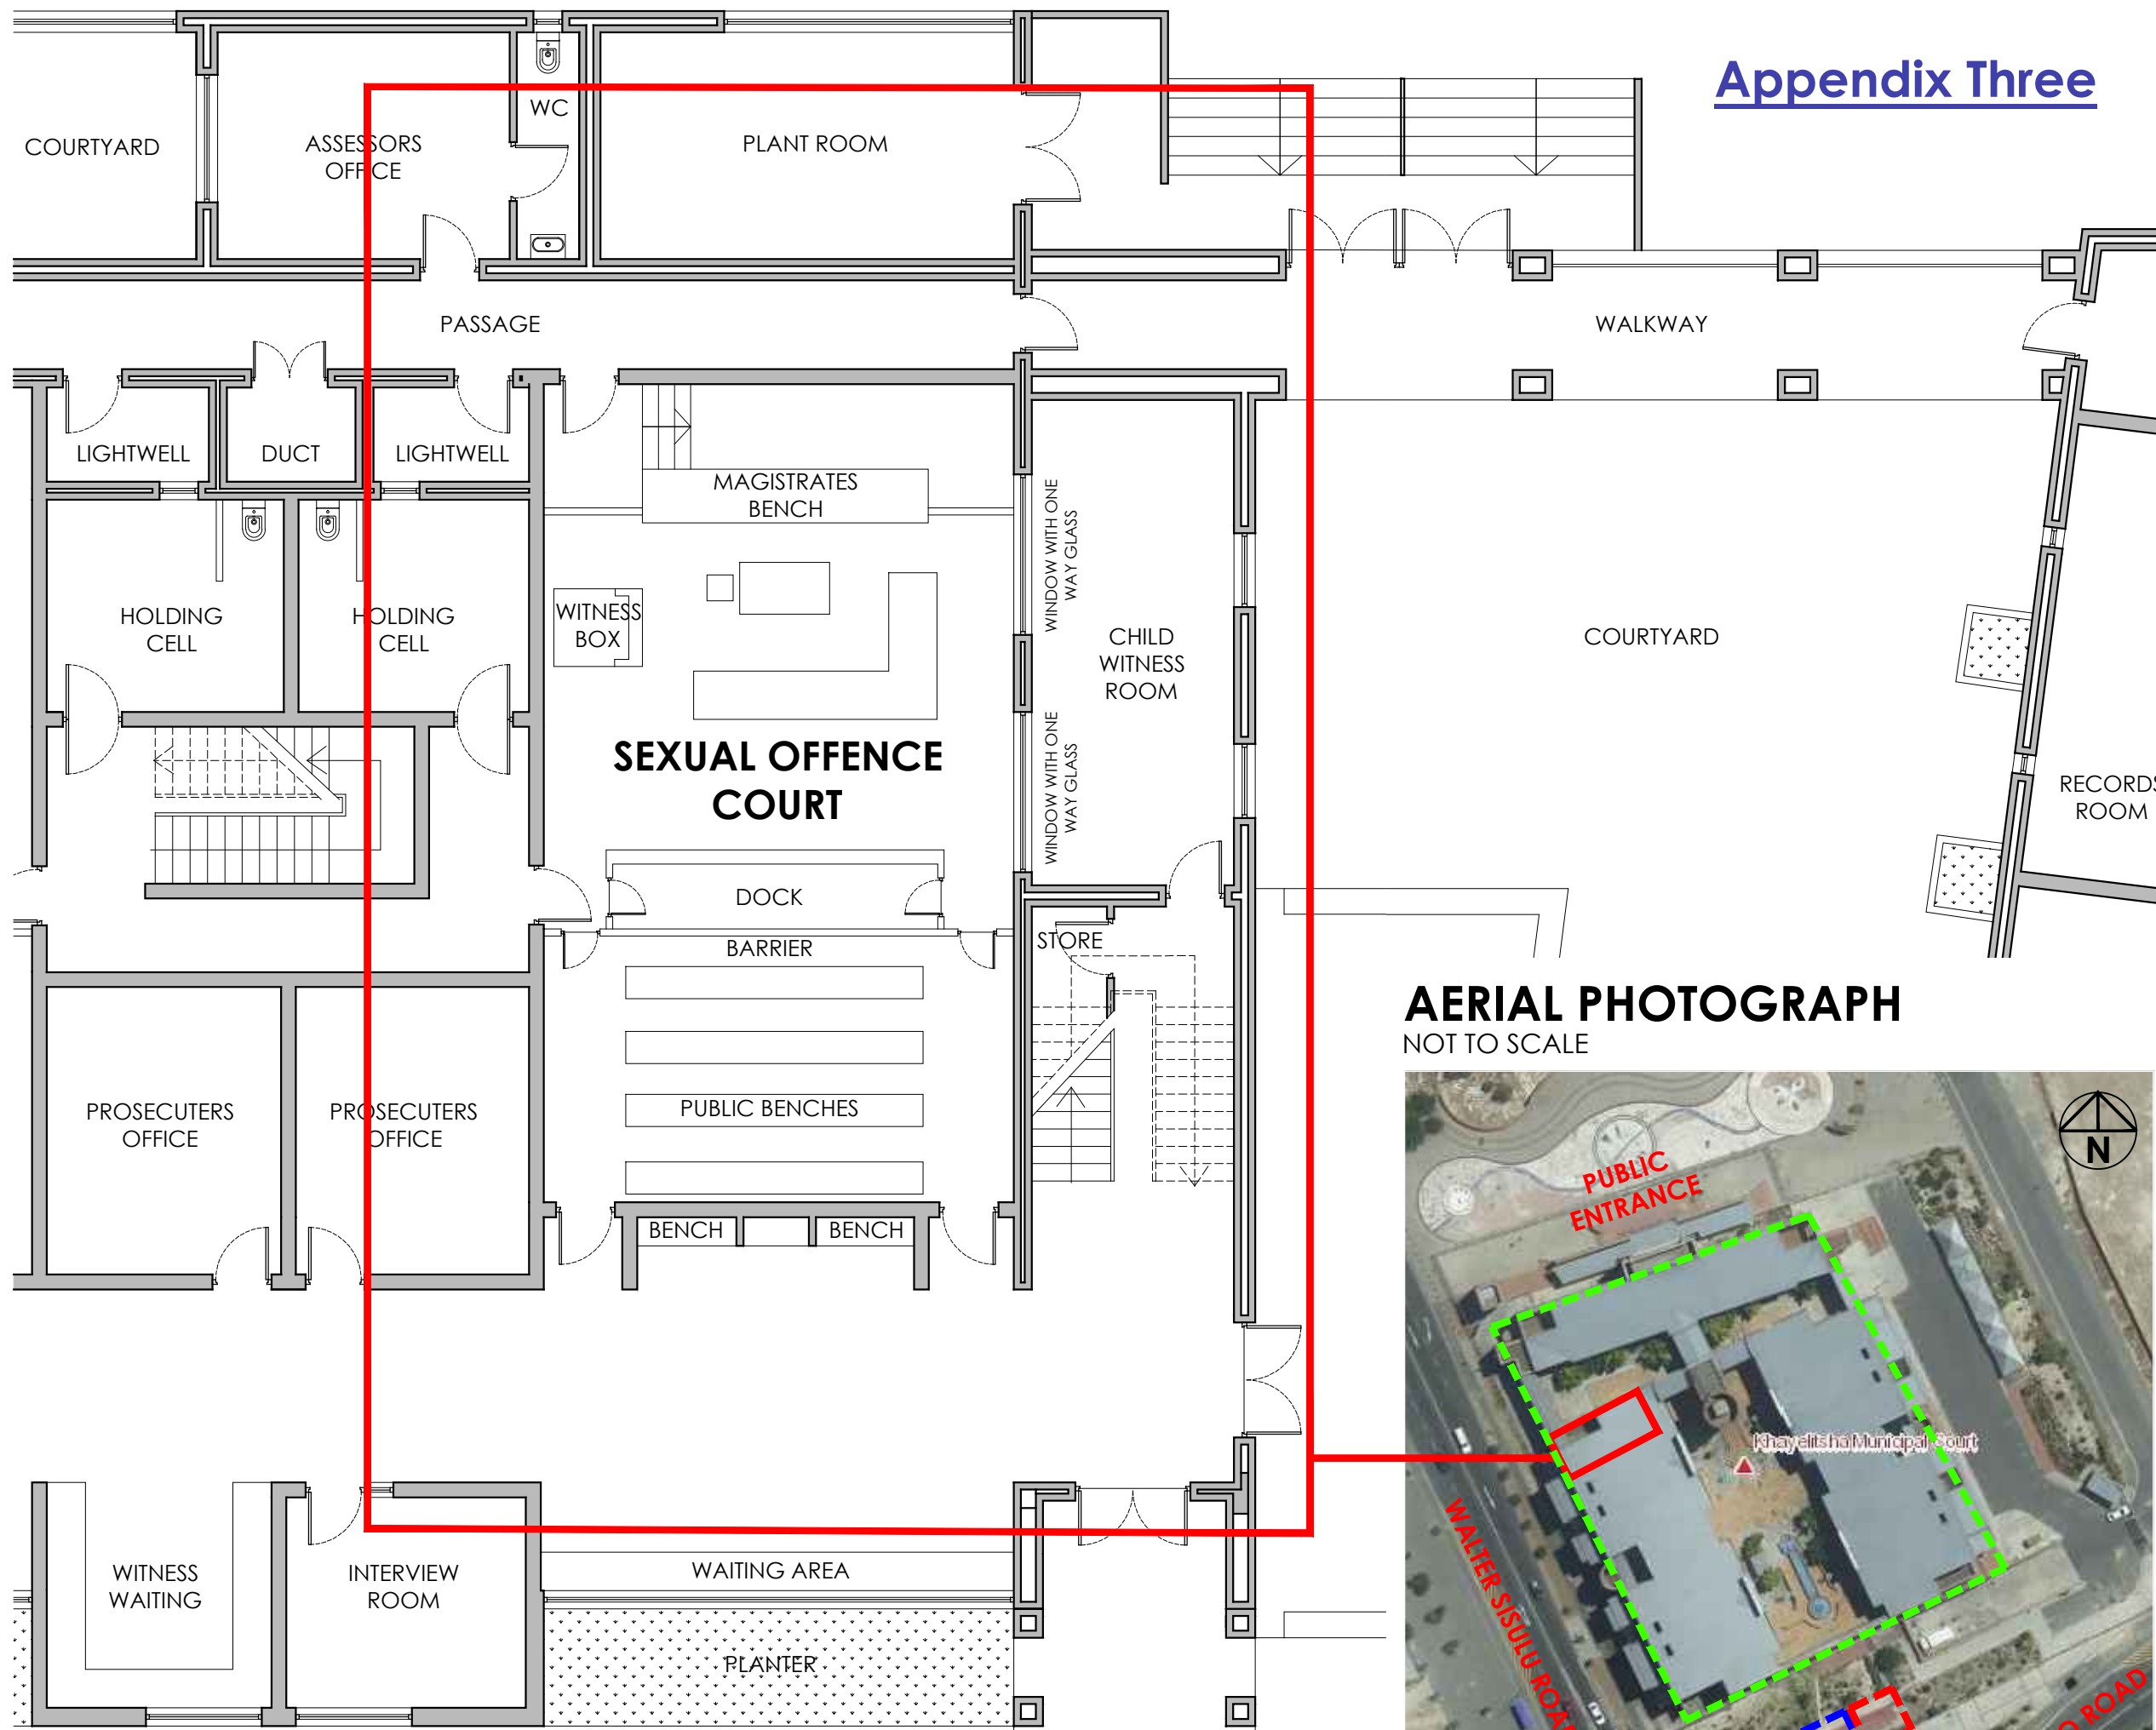 Appendix Three
COURTYARD
ASSESSORS
OFFICE
WC
PLANT ROOM
PASSAGE
WALKWAY
LIGHTWELL
DUCT
LIGHTWELL
MAGISTRATES
BENCH
WINDOW WITH ONE
WAY GLASS
HOLDING
CELL
HOLDING
CELL
WITNESS
BOX
CHILD
WITNESS
ROOM
COURTYARD
SEXUAL OFFENCE
COURT
WINDOW WITH ONE
WAY GLASS
RECORDS
ROOM
DOCK
BARRIER
STORE
AERIAL PHOTOGRAPH
NOT TO SCALE
PROSECUTERS
OFFICE
PROSECUTERS
OFFICE
PUBLIC BENCHES
N
PUBLIC
ENTRANCE
BENCH
BENCH
Khayelitsha Municipal Court
WALTER SISULU ROAD
WITNESS
WAITING
INTERVIEW
ROOM
WAITING AREA
PLANTER
ROAD